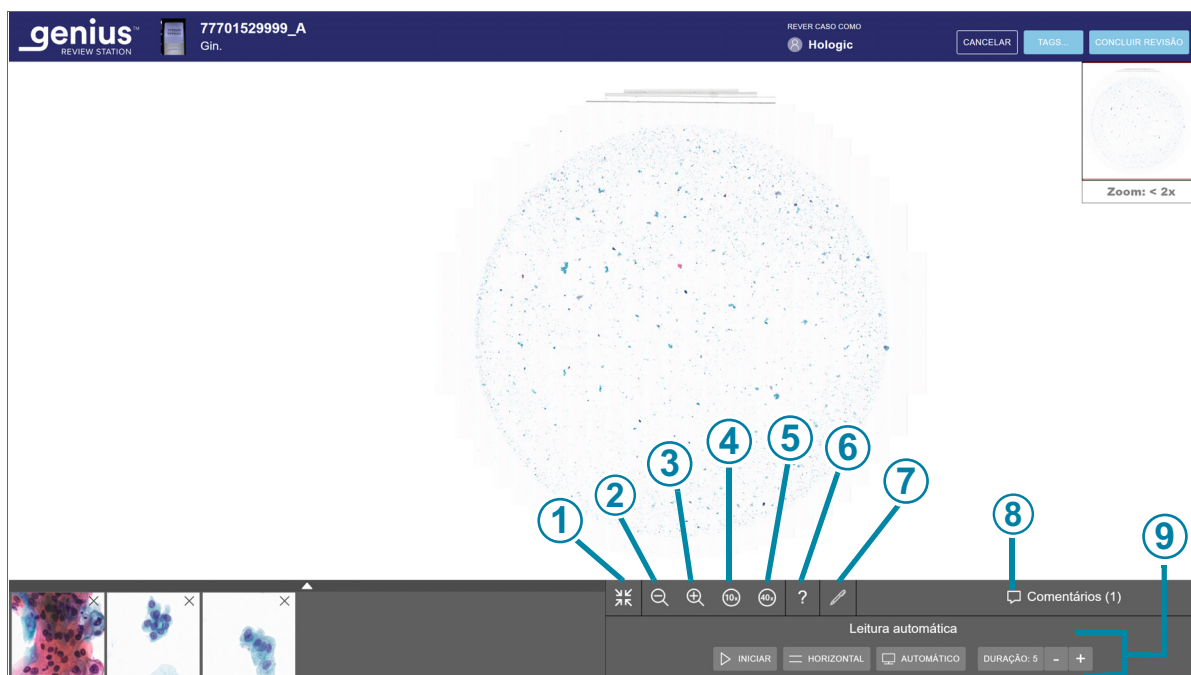 genius™
REVIEW STATION
77701529999_A
Gin.
REVER CASO COMO
Hologic
CANCELAR
TAGS...
CONCLUIR REVISÃO
Zoom: < 2x
1
2
3
4
5
6
7
8
9
10x
40x
?
Comentários (1)
Leitura automática
INICIAR
HORIZONTAL
AUTOMÁTICO
DURAÇÃO: 5
-
+